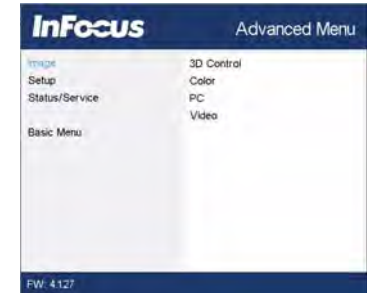 InFocus
Advanced Menu
Image
Setup
Status/Service
Basic Menu
3D Control
Color
PC
Video
FW: 4.127